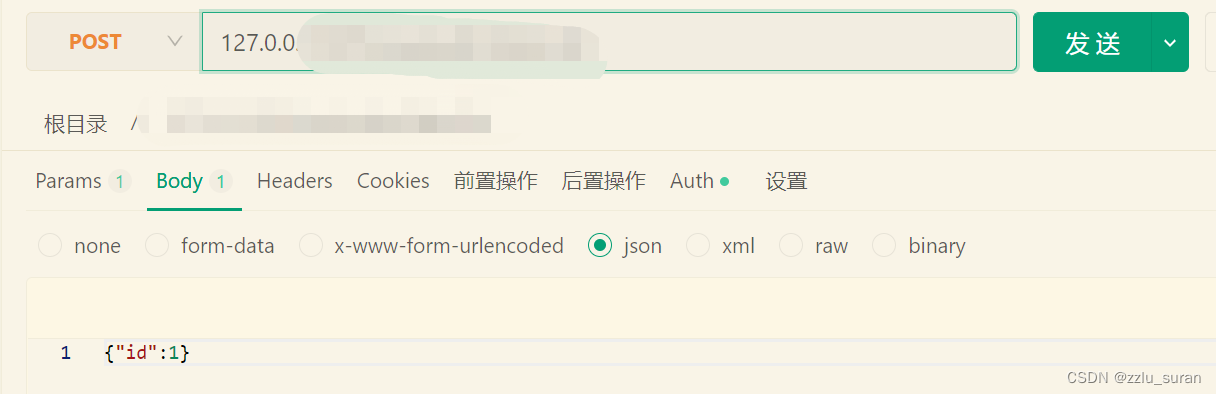 POST 127.0.0. 发送
根目录 /
Params 1 Body 1 Headers Cookies 前置操作 后置操作 Auth 设置
none form-data x-www-form-urlencoded json xml raw binary
1 {"id":1}
CSDN @zzlu_suran